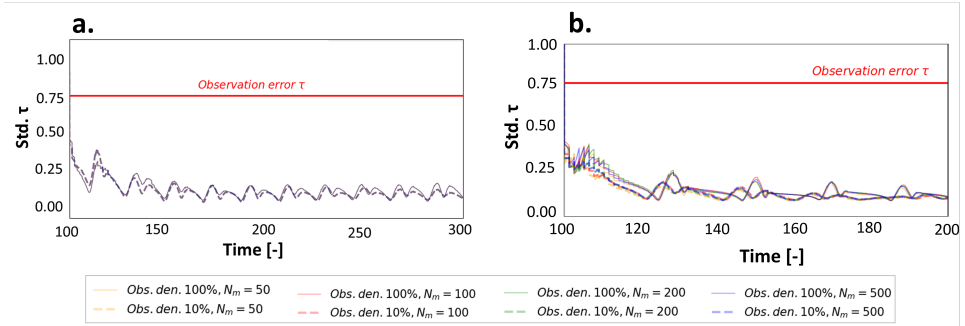 a.
b.
1.00
0.75
0.50
0.25
0.00
Std. τ
Observation error τ
100
150
200
250
300
Time [-]
1.00
0.75
0.50
0.25
0.00
Std. τ
Observation error τ
100
120
140
160
180
200
Time [-]
Obs. den. 100%, N_m = 50
Obs. den. 10%, N_m = 50
Obs. den. 100%, N_m = 100
Obs. den. 10%, N_m = 100
Obs. den. 100%, N_m = 200
Obs. den. 10%, N_m = 200
Obs. den. 100%, N_m = 500
Obs. den. 10%, N_m = 500